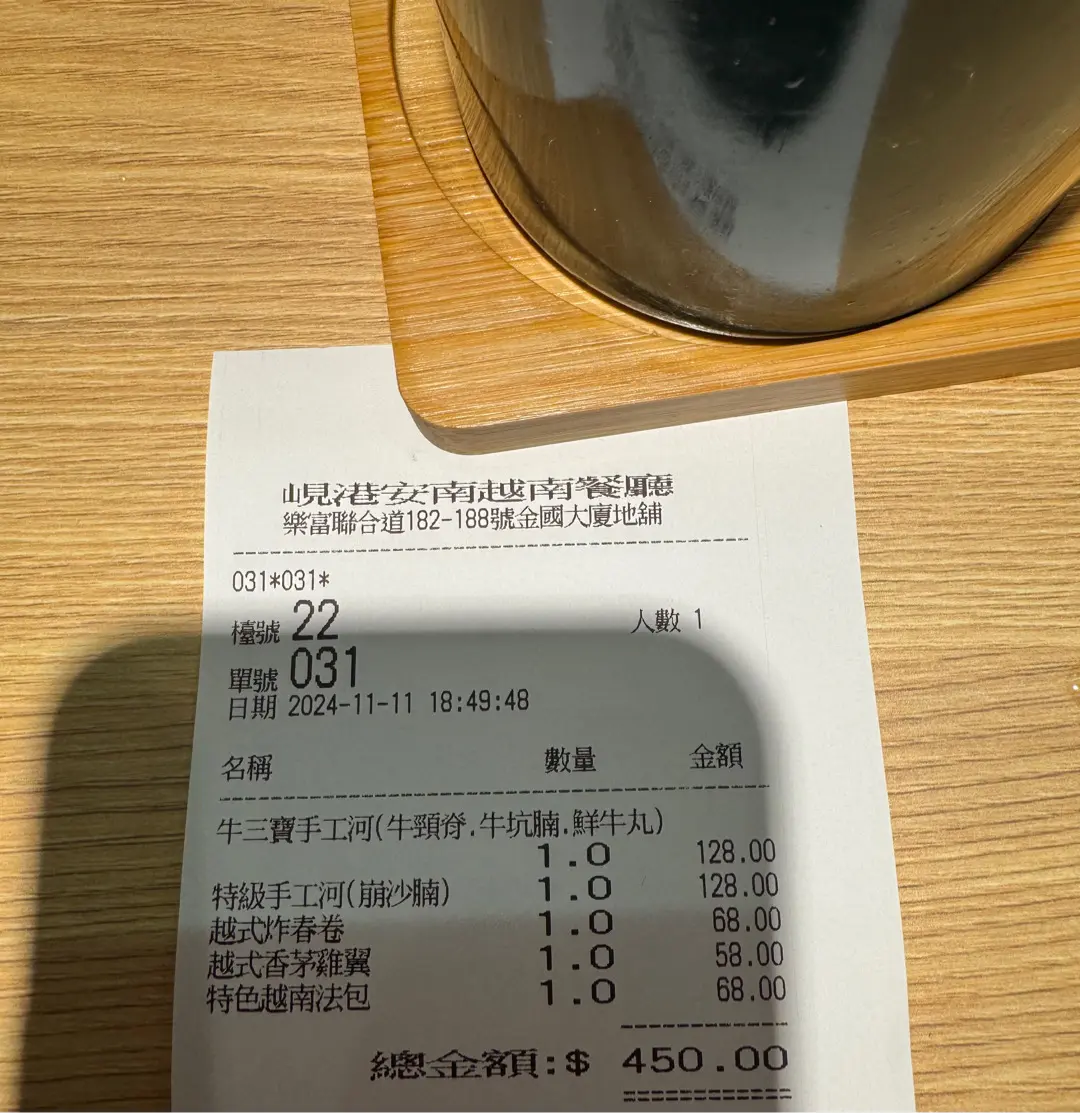 峴港安南越南餐廳
樂富聯合道182-188號金國大廈地舖
031*031*
檯號 22 人數 1
單號 031
日期 2024-11-11 18:49:48
名稱 數量 金額
牛三寶手工河(牛頸脊.牛坑腩.鮮牛丸)
1.0 128.00
特級手工河(崩沙腩) 1.0 128.00
越式炸春卷 1.0 68.00
越式香茅雞翼 1.0 58.00
特色越南法包 1.0 68.00
總金額:$ 450.00